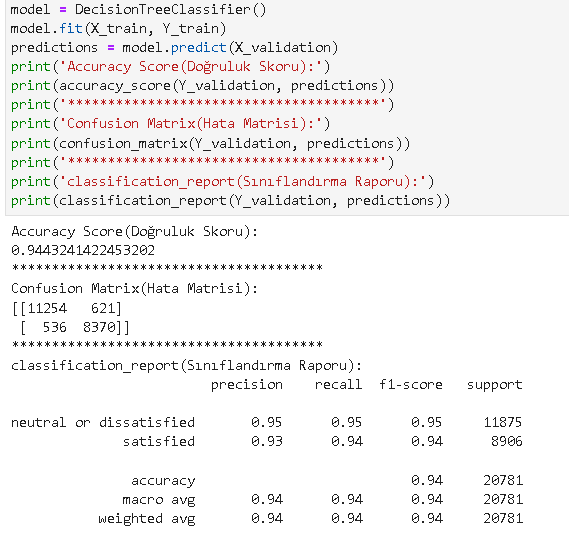 model = DecisionTreeClassifier()
model.fit(X_train, Y_train)
predictions = model.predict(X_validation)
print('Accuracy Score(Doğruluk Skoru):')
print(accuracy_score(Y_validation, predictions))
print('***************************************')
print('Confusion Matrix(Hata Matrisi):')
print(confusion_matrix(Y_validation, predictions))
print('***************************************')
print('classification_report(Sınıflandırma Raporu):')
print(classification_report(Y_validation, predictions))
Accuracy Score(Doğruluk Skoru):
0.9443241422453202
***************************************
Confusion Matrix(Hata Matrisi):
[[11254   621]
 [  536  8370]]
***************************************
classification_report(Sınıflandırma Raporu):
                         precision    recall  f1-score   support
neutral or dissatisfied       0.95      0.95      0.95     11875
              satisfied       0.93      0.94      0.94      8906
               accuracy                           0.94     20781
              macro avg       0.94      0.94      0.94     20781
           weighted avg       0.94      0.94      0.94     20781